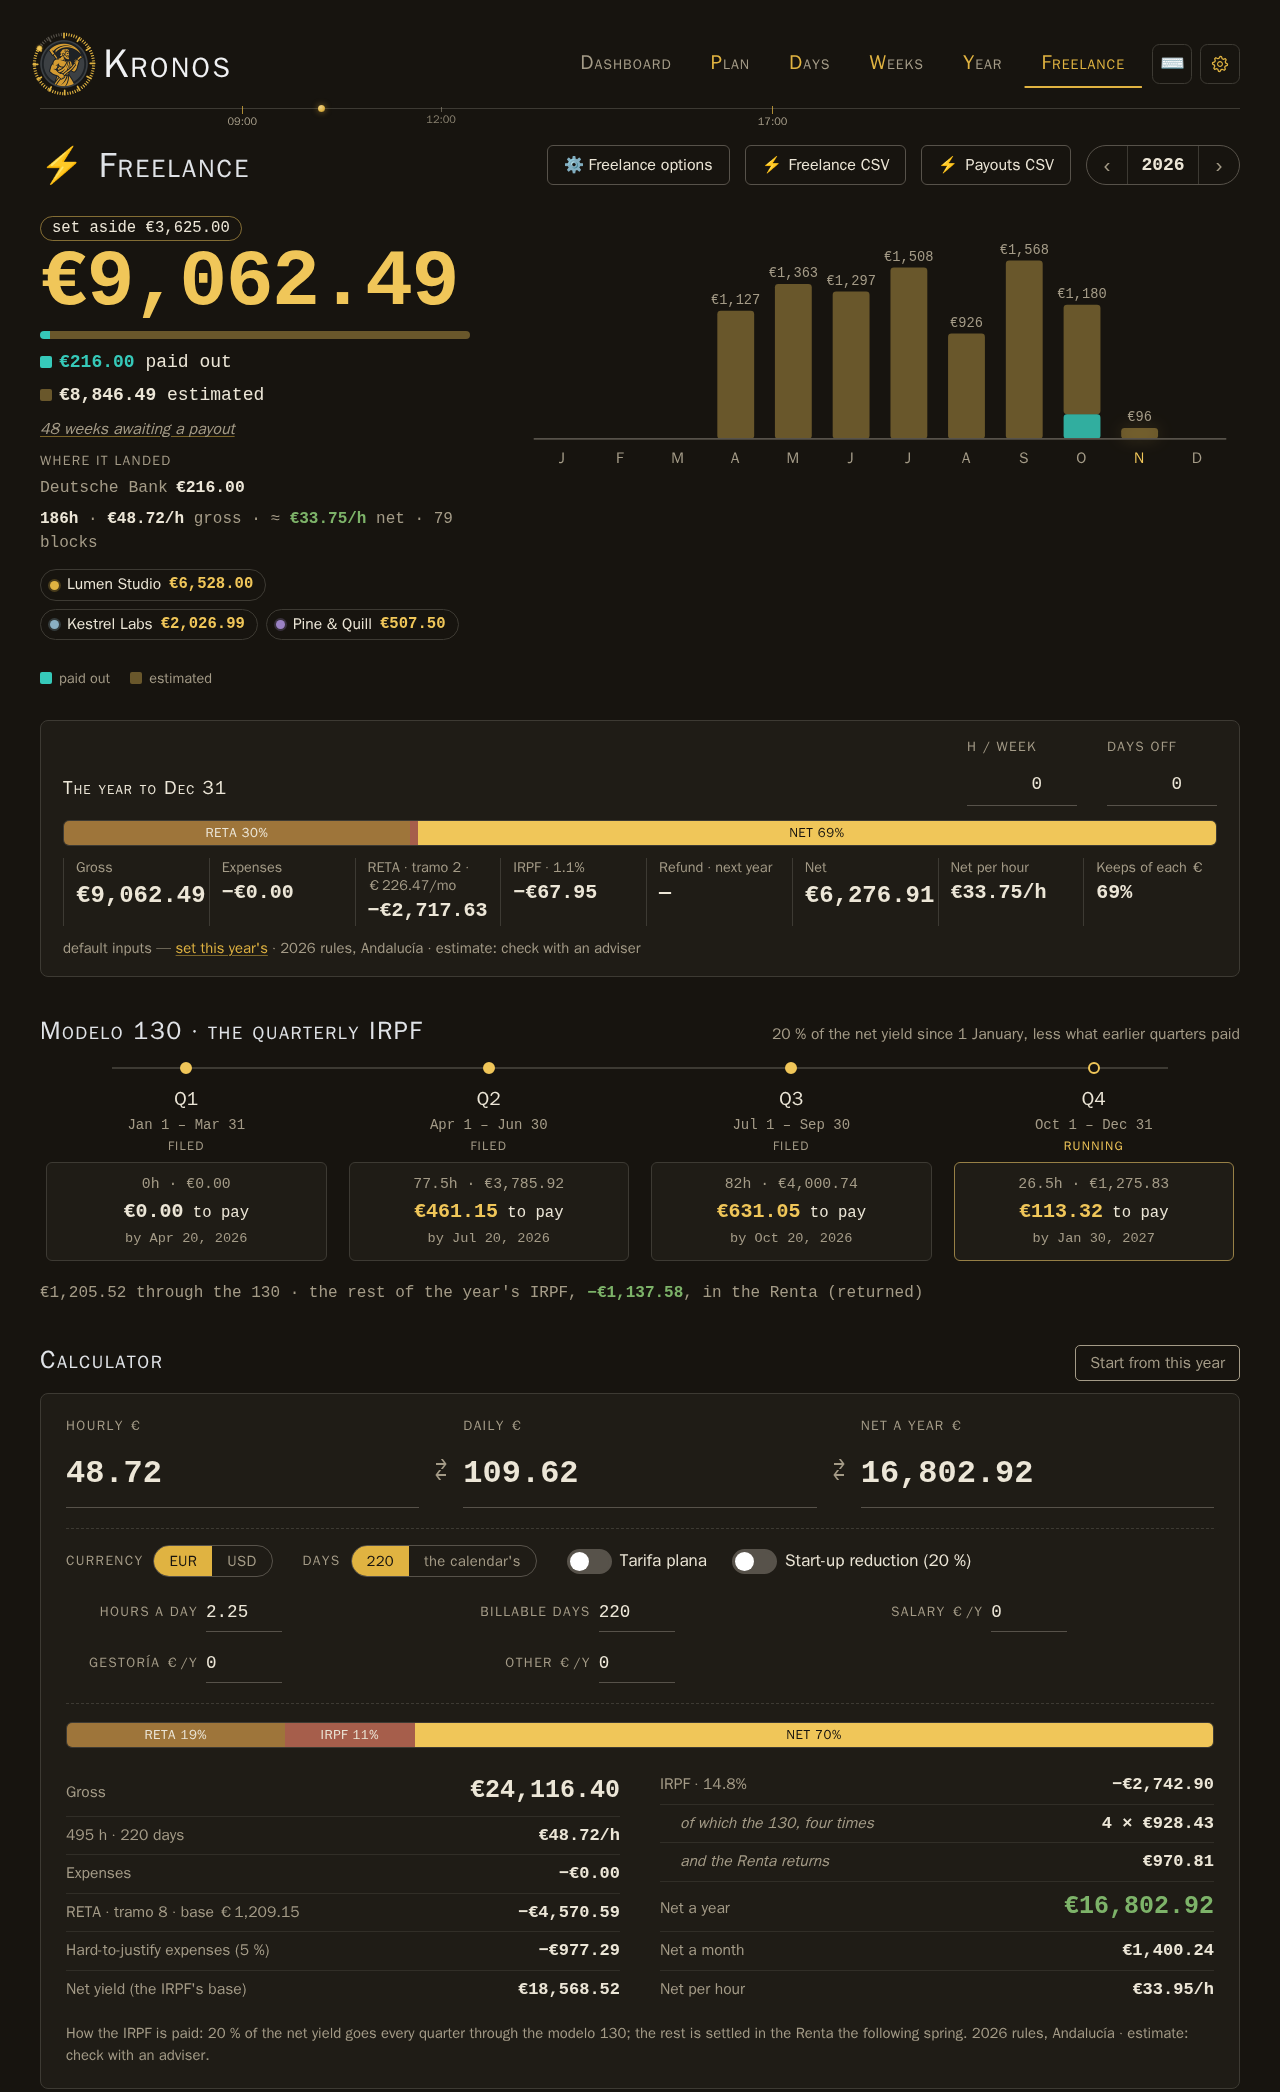 KRONOS
DASHBOARD PLAN DAYS WEEKS YEAR FREELANCE
09:00 12:00 17:00
FREELANCE
Freelance options Freelance CSV Payouts CSV ‹ 2026 ›
set aside €3,625.00
€9,062.49
€216.00 paid out
€8,846.49 estimated
48 weeks awaiting a payout
WHERE IT LANDED
Deutsche Bank €216.00
186h · €48.72/h gross · ≈ €33.75/h net · 79
blocks
Lumen Studio €6,528.00
Kestrel Labs €2,026.99 Pine & Quill €507.50
paid out estimated
€1,127 €1,363 €1,297 €1,508 €926 €1,568 €1,180 €96
J F M A M J J A S O N D
H / WEEK DAYS OFF
THE YEAR TO DEC 31 0 0
RETA 30% NET 69%
Gross Expenses RETA · tramo 2 · IRPF · 1.1% Refund · next year Net Net per hour Keeps of each €
€226.47/mo
€9,062.49 −€0.00 −€2,717.63 −€67.95 — €6,276.91 €33.75/h 69%
default inputs — set this year's · 2026 rules, Andalucía · estimate: check with an adviser
MODELO 130 · THE QUARTERLY IRPF 20 % of the net yield since 1 January, less what earlier quarters paid
Q1 Q2 Q3 Q4
Jan 1 – Mar 31 Apr 1 – Jun 30 Jul 1 – Sep 30 Oct 1 – Dec 31
FILED FILED FILED RUNNING
0h · €0.00 77.5h · €3,785.92 82h · €4,000.74 26.5h · €1,275.83
€0.00 to pay €461.15 to pay €631.05 to pay €113.32 to pay
by Apr 20, 2026 by Jul 20, 2026 by Oct 20, 2026 by Jan 30, 2027
€1,205.52 through the 130 · the rest of the year's IRPF, −€1,137.58, in the Renta (returned)
CALCULATOR Start from this year
HOURLY € DAILY € NET A YEAR €
48.72 ⇄ 109.62 ⇄ 16,802.92
CURRENCY EUR USD DAYS 220 the calendar's Tarifa plana Start-up reduction (20 %)
HOURS A DAY 2.25 BILLABLE DAYS 220 SALARY €/Y 0
GESTORÍA €/Y 0 OTHER €/Y 0
RETA 19% IRPF 11% NET 70%
Gross €24,116.40
495 h · 220 days €48.72/h
Expenses −€0.00
RETA · tramo 8 · base €1,209.15 −€4,570.59
Hard-to-justify expenses (5 %) −€977.29
Net yield (the IRPF's base) €18,568.52
IRPF · 14.8% −€2,742.90
of which the 130, four times 4 × €928.43
and the Renta returns €970.81
Net a year €16,802.92
Net a month €1,400.24
Net per hour €33.95/h
How the IRPF is paid: 20 % of the net yield goes every quarter through the modelo 130; the rest is settled in the Renta the following spring. 2026 rules, Andalucía · estimate:
check with an adviser.